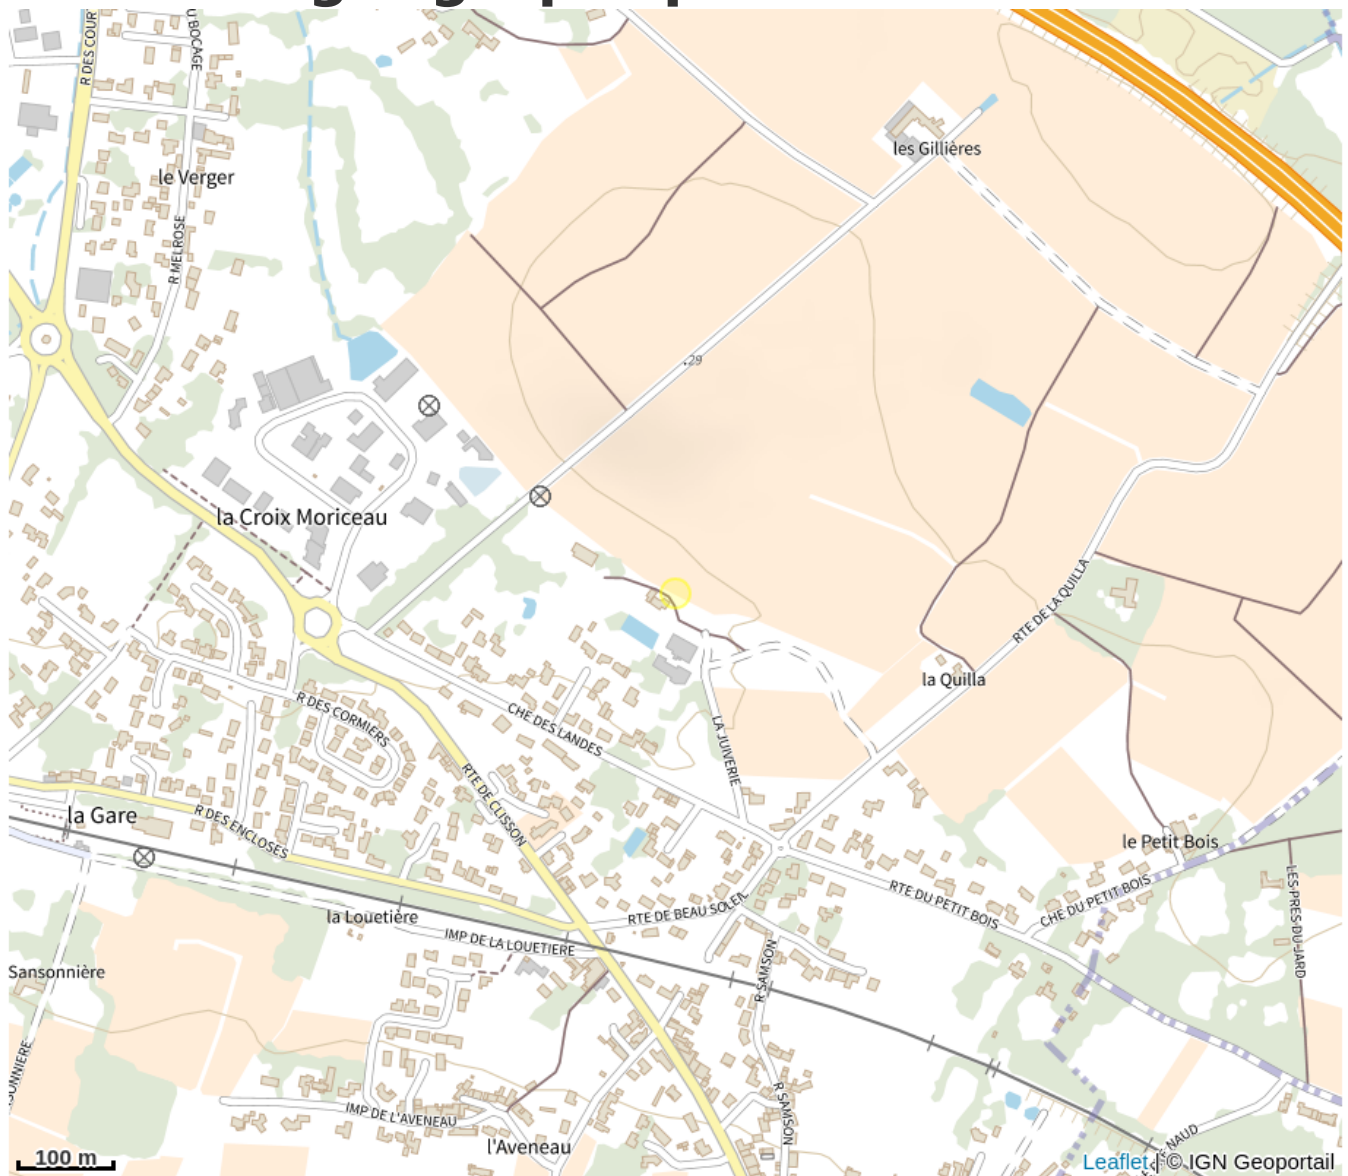 R DES COUR
U BOCAGE
les Gillières
le Verger
R MELROSE
.29
la Croix Moriceau
RTE DE LA QUILLA
la Quilla
R DES CORMIERS
CHE DES LANDES
LA JUIVERIE
RTE DE CLISSON
la Gare
R DES ENCLOSES
le Petit Bois
RTE DU PETIT BOIS
CHE DU PETIT BOIS
LES-PRES-DU-JARD
la Louetière
RTE DE BEAU SOLEIL
IMP DE LA LOUETIERE
Sansonnière
R SAMSON
SONNIERE
IMP DE L'AVENEAU
R SAMSON
l'Aveneau
NAUD
100 m
Leaflet | © IGN Geoportail